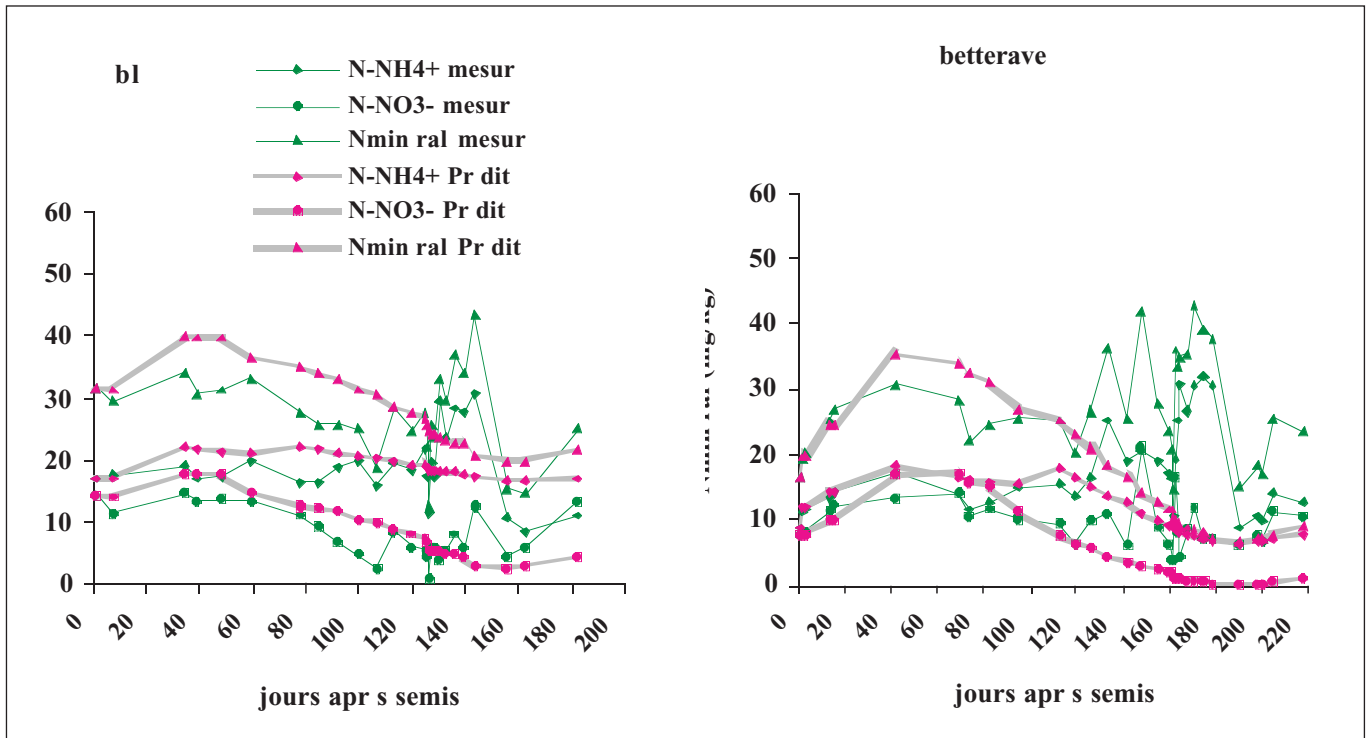 bl
N-NH4+ mesur
N-NO3- mesur
Nmin ral mesur
N-NH4+ Pr dit
N-NO3- Pr dit
Nmin ral Pr dit
60
50
40
30
20
10
0
0 20 40 60 80 100 120 140 160 180 200
jours apr s semis
betterave
(mg/kg)
60
50
40
30
20
10
0
0 20 40 60 80 100 120 140 160 180 200 220
jours apr s semis